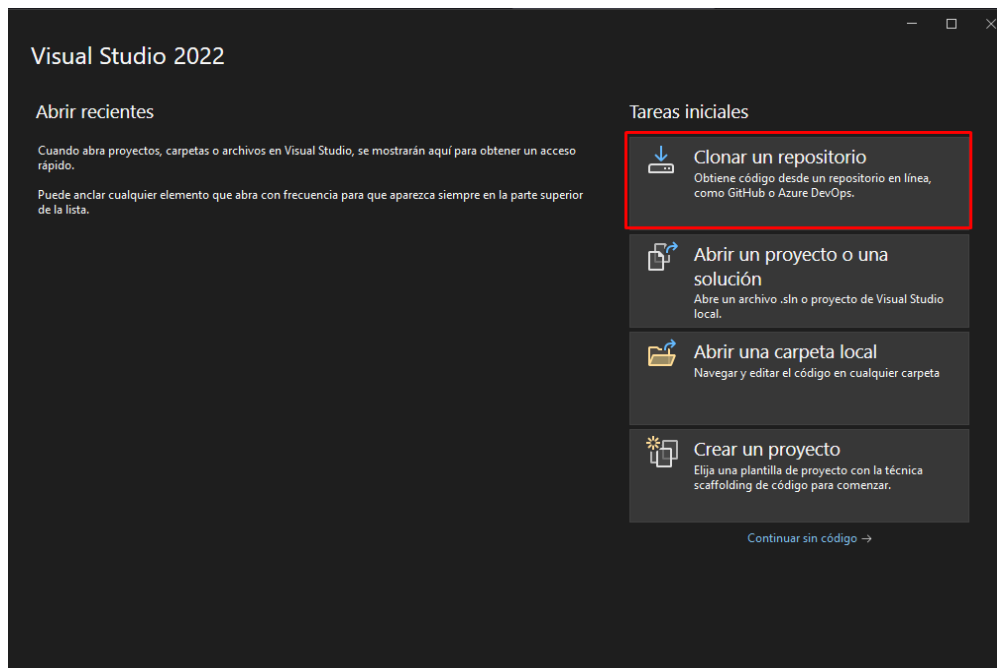 Visual Studio 2022
Abrir recientes
Cuando abra proyectos, carpetas o archivos en Visual Studio, se mostrarán aquí para obtener un acceso
rápido.
Puede anclar cualquier elemento que abra con frecuencia para que aparezca siempre en la parte superior
de la lista.
Tareas iniciales
Clonar un repositorio
Obtiene código desde un repositorio en línea,
como GitHub o Azure DevOps.
Abrir un proyecto o una
solución
Abre un archivo .sln o proyecto de Visual Studio
local.
Abrir una carpeta local
Navegar y editar el código en cualquier carpeta
Crear un proyecto
Elija una plantilla de proyecto con la técnica
scaffolding de código para comenzar.
Continuar sin código →